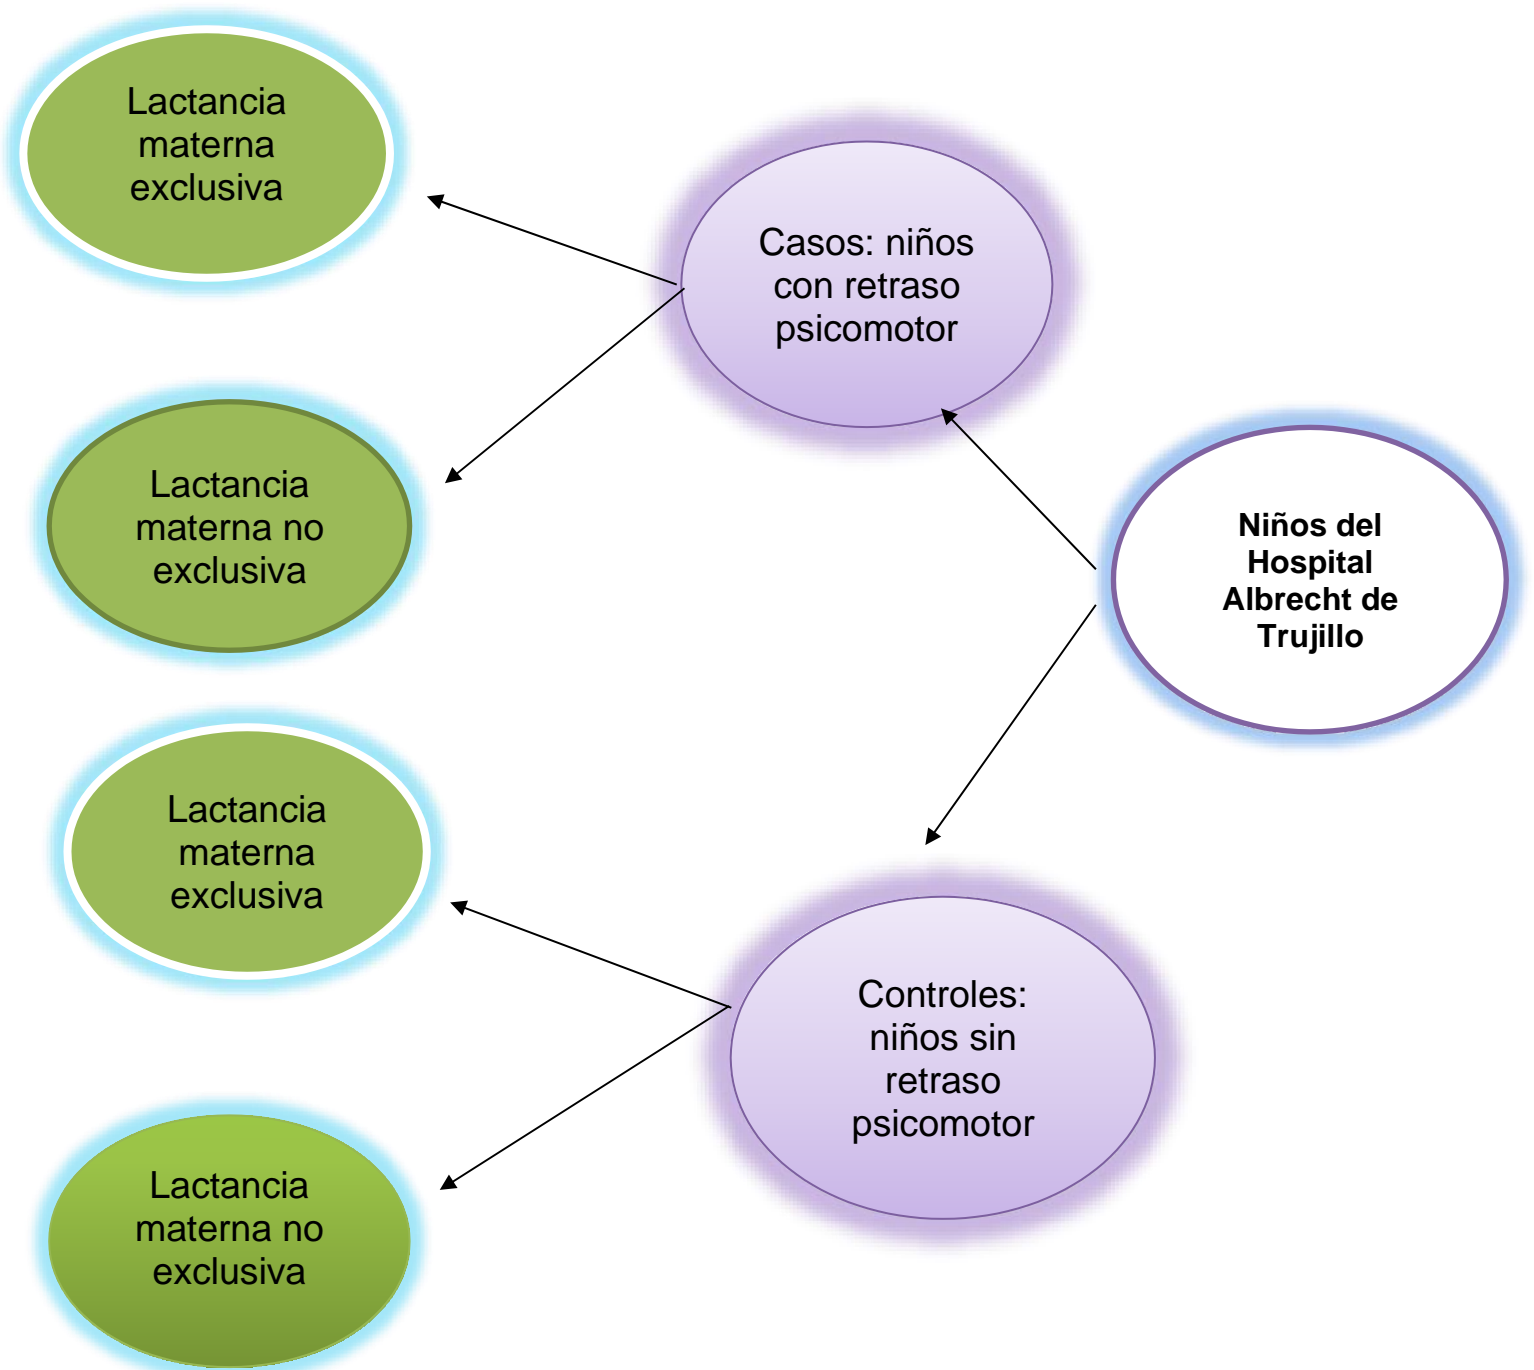 Lactancia
materna
exclusiva
Casos: niños
con retraso
psicomotor
Lactancia
materna no
exclusiva
Niños del
Hospital
Albrecht de
Trujillo
Lactancia
materna
exclusiva
Controles:
niños sin
retraso
psicomotor
Lactancia
materna no
exclusiva